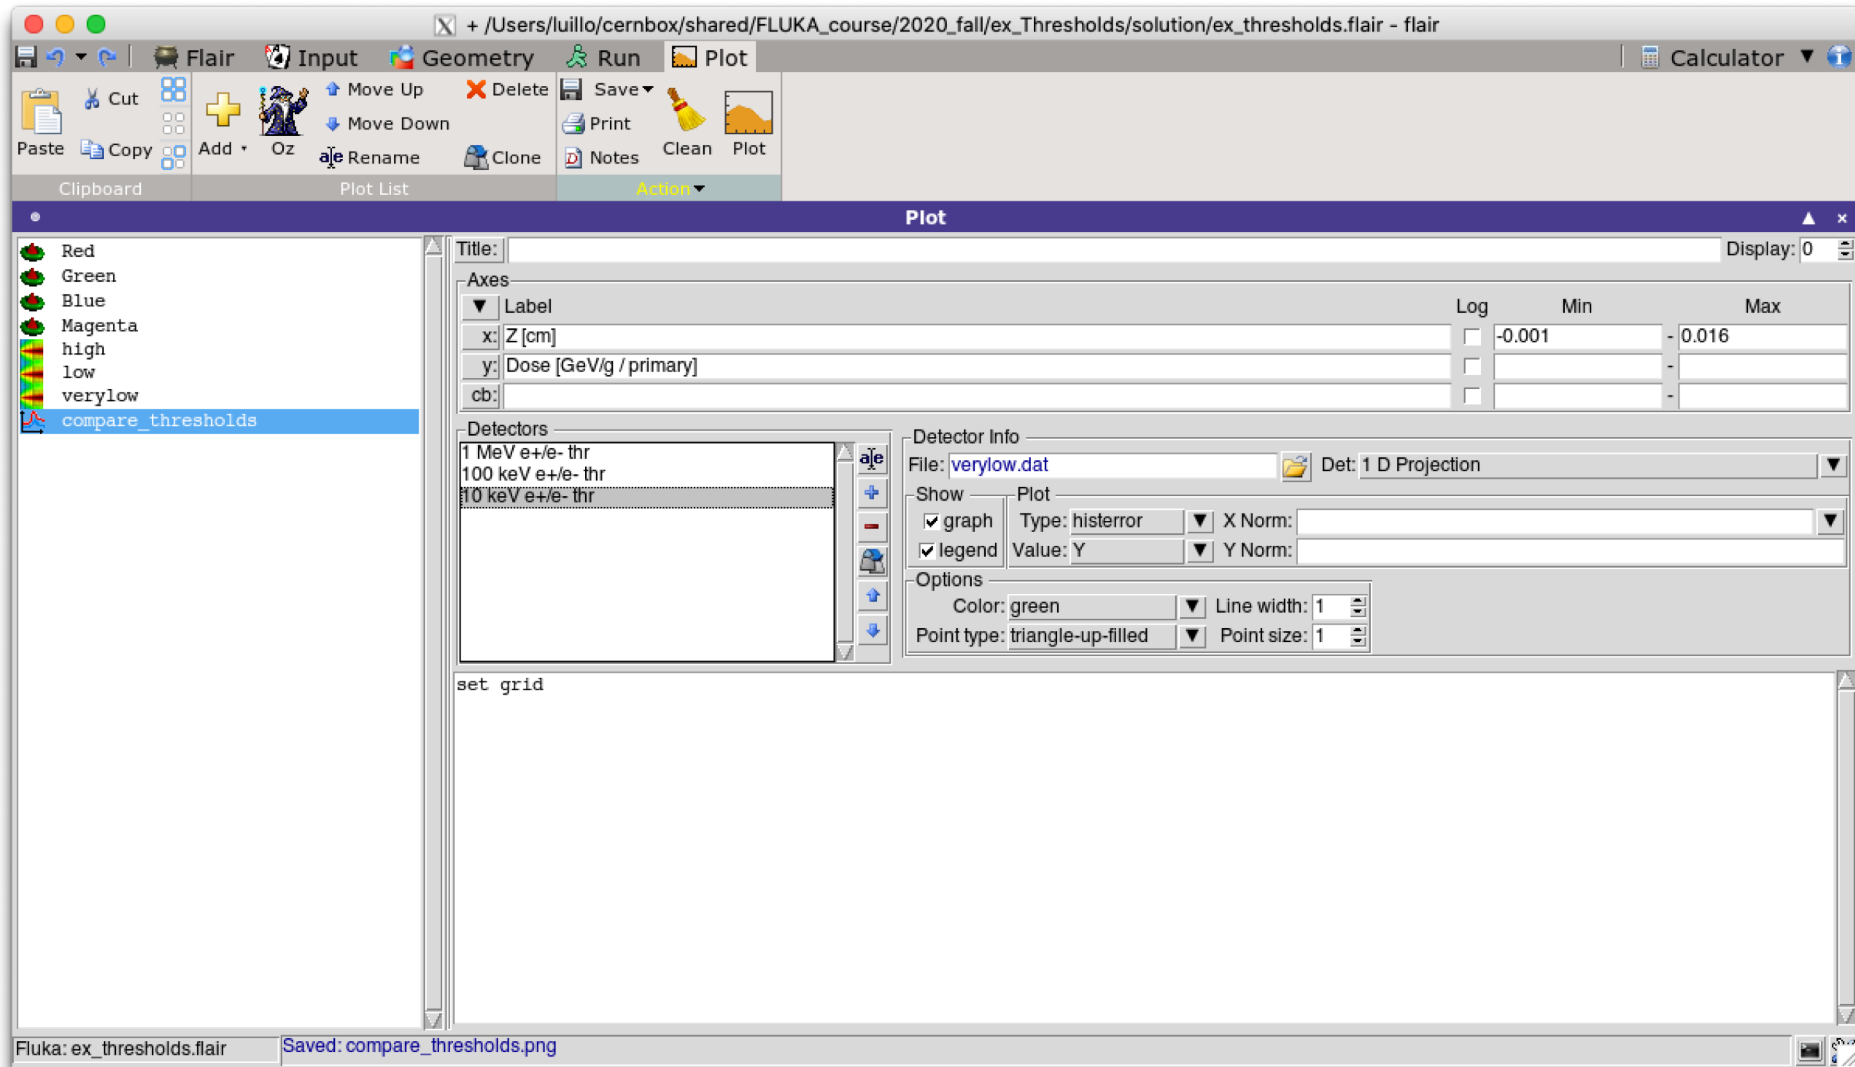 + /Users/luillo/cernbox/shared/FLUKA_course/2020_fall/ex_Thresholds/solution/ex_thresholds.flair - flair
Flair Input Geometry Run Plot Calculator
Paste Cut Copy
Clipboard
Add Oz Move Up Move Down Rename Delete Clone
Plot List
Save Print Notes Clean Plot
Action
Plot
Red
Green
Blue
Magenta
high
low
verylow
compare_thresholds
Title: Display: 0
Axes
Label Log Min Max
x: Z [cm] -0.001 - 0.016
y: Dose [GeV/g / primary] -
cb: -
Detectors
1 MeV e+/e- thr
100 keV e+/e- thr
10 keV e+/e- thr
Detector Info
File: verylow.dat Det: 1 D Projection
Show Plot
graph Type: histerror X Norm:
legend Value: Y Y Norm:
Options
Color: green Line width: 1
Point type: triangle-up-filled Point size: 1
set grid
Fluka: ex_thresholds.flair Saved: compare_thresholds.png